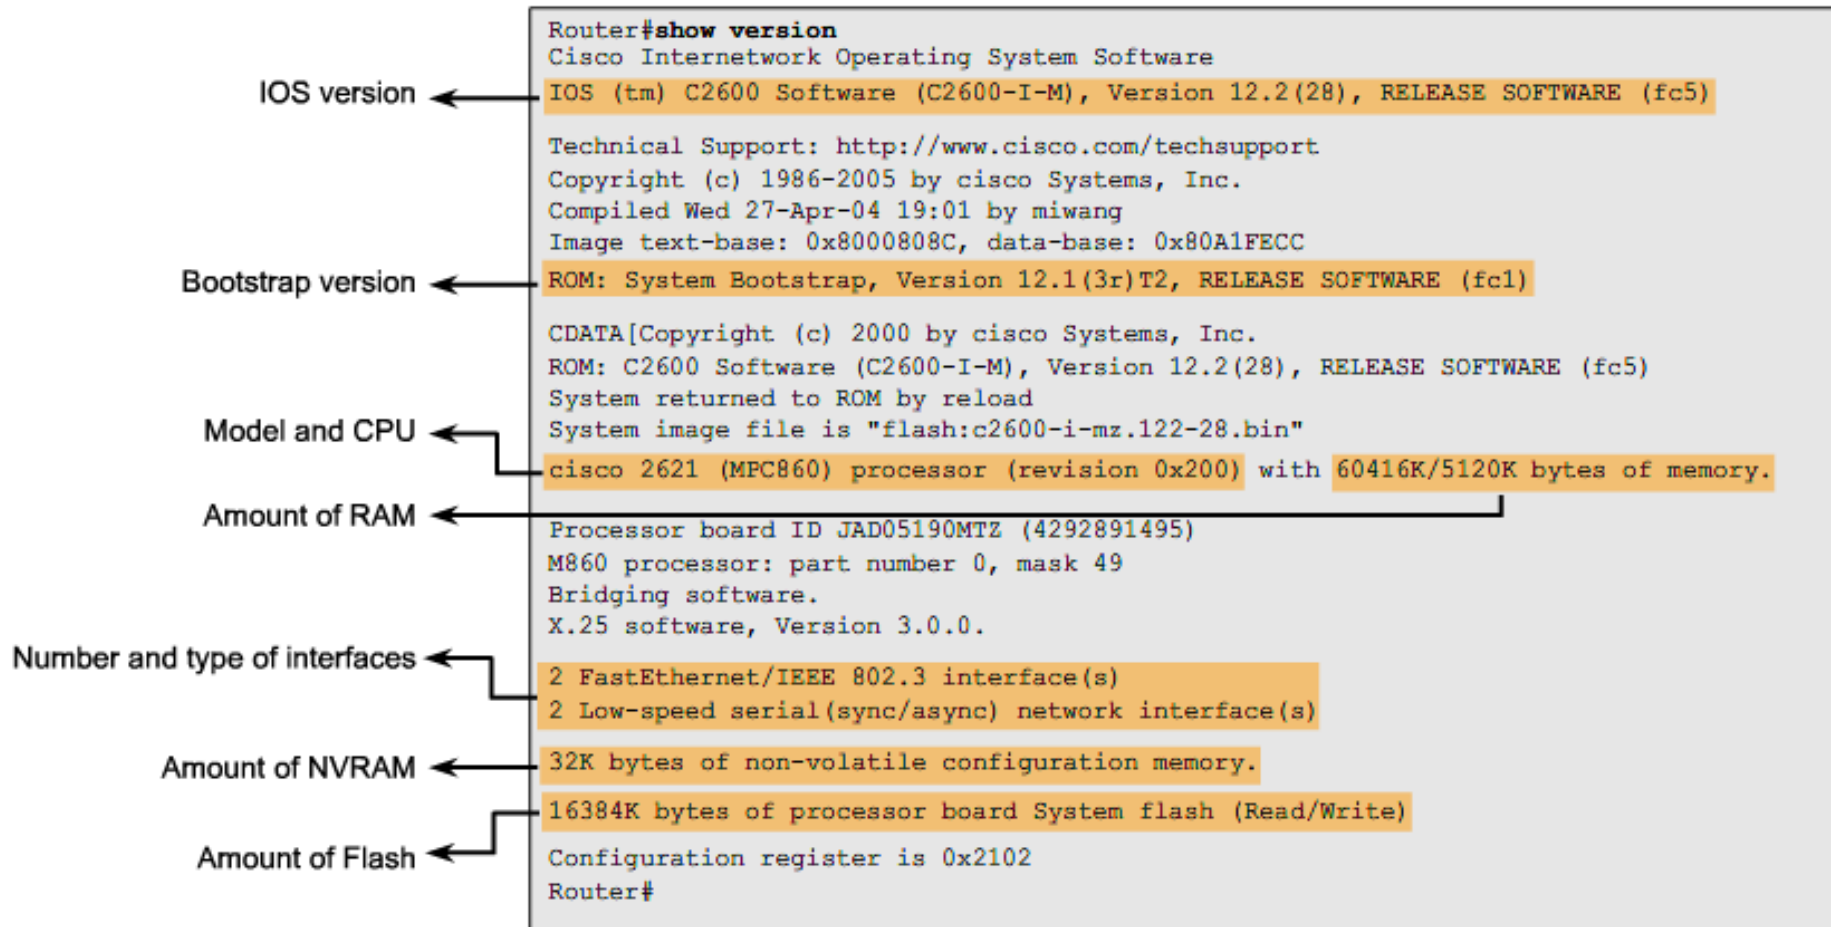 Router#show version
Cisco Internetwork Operating System Software
IOS version
IOS (tm) C2600 Software (C2600-I-M), Version 12.2(28), RELEASE SOFTWARE (fc5)
Technical Support: http://www.cisco.com/techsupport
Copyright (c) 1986-2005 by cisco Systems, Inc.
Compiled Wed 27-Apr-04 19:01 by miwang
Image text-base: 0x8000808C, data-base: 0x80A1FECC
Bootstrap version
ROM: System Bootstrap, Version 12.1(3r)T2, RELEASE SOFTWARE (fc1)
CDATA[Copyright (c) 2000 by cisco Systems, Inc.
ROM: C2600 Software (C2600-I-M), Version 12.2(28), RELEASE SOFTWARE (fc5)
System returned to ROM by reload
System image file is "flash:c2600-i-mz.122-28.bin"
Model and CPU
cisco 2621 (MPC860) processor (revision 0x200) with 60416K/5120K bytes of memory.
Amount of RAM
Processor board ID JAD05190MTZ (4292891495)
M860 processor: part number 0, mask 49
Bridging software.
X.25 software, Version 3.0.0.
Number and type of interfaces
2 FastEthernet/IEEE 802.3 interface(s)
2 Low-speed serial(sync/async) network interface(s)
Amount of NVRAM
32K bytes of non-volatile configuration memory.
16384K bytes of processor board System flash (Read/Write)
Amount of Flash
Configuration register is 0x2102
Router#